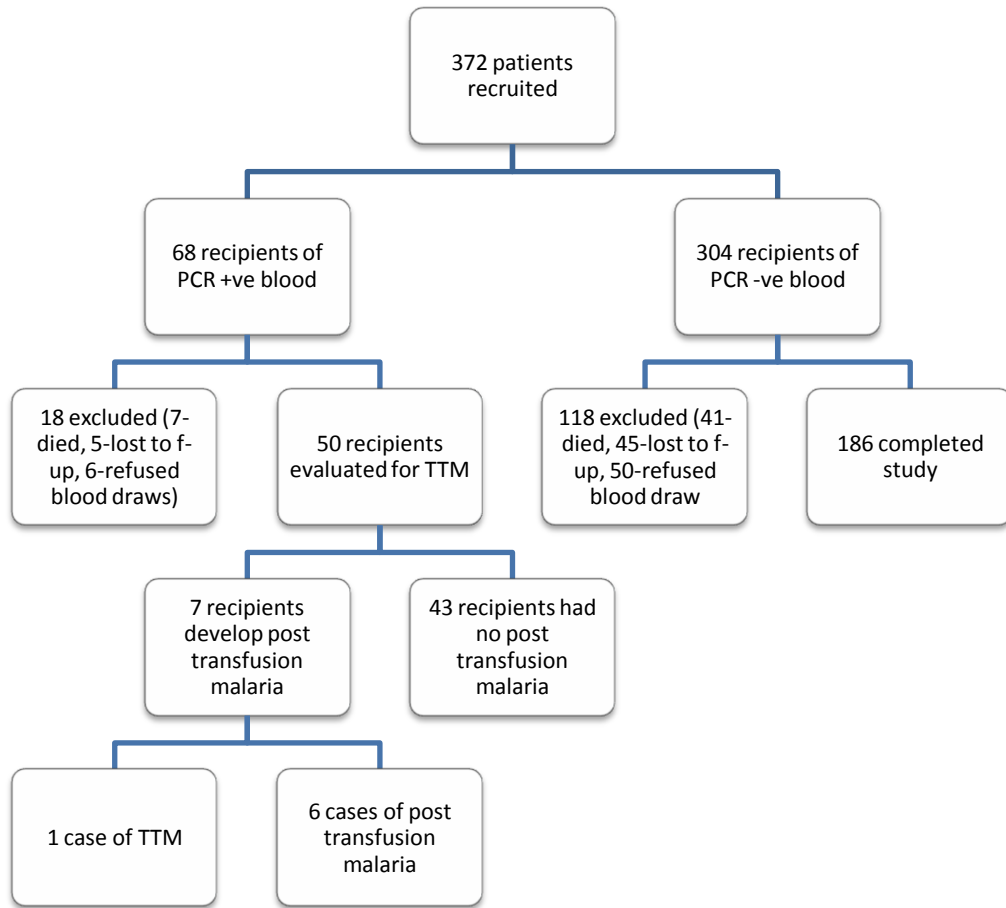 372 patients
recruited
68 recipients of
PCR +ve blood
304 recipients of
PCR -ve blood
18 excluded (7-
died, 5-lost to f-
up, 6-refused
blood draws)
50 recipients
evaluated for TTM
118 excluded (41-
died, 45-lost to f-
up, 50-refused
blood draw
186 completed
study
7 recipients
develop post
transfusion
malaria
43 recipients had
no post
transfusion
malaria
1 case of TTM
6 cases of post
transfusion
malaria